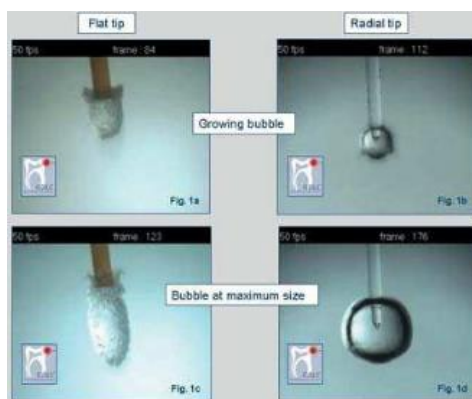 Flat tip
Radial tip
50 fps frame : 84
50 fps frame : 112
Growing bubble
Fig. 1a
Fig. 1b
50 fps frame : 123
50 fps frame : 176
Bubble at maximum size
Fig. 1c
Fig. 1d